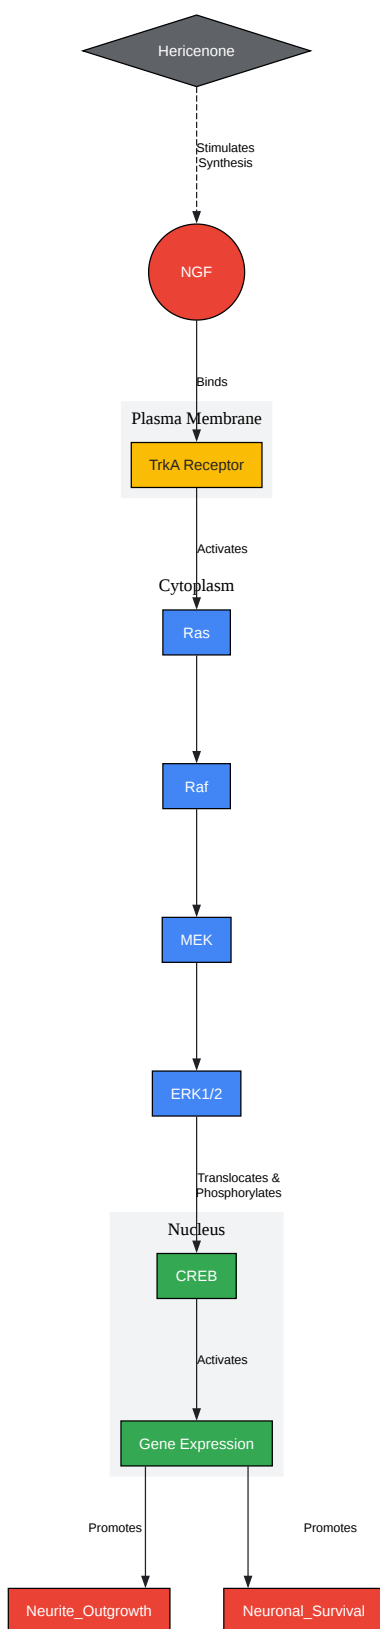 Hericenone
Stimulates
Synthesis
NGF
Binds
Plasma Membrane
TrkA Receptor
Activates
Cytoplasm
Ras
Raf
MEK
ERK1/2
Translocates &
Phosphorylates
Nucleus
CREB
Activates
Gene Expression
Promotes
Promotes
Neurite_Outgrowth
Neuronal_Survival